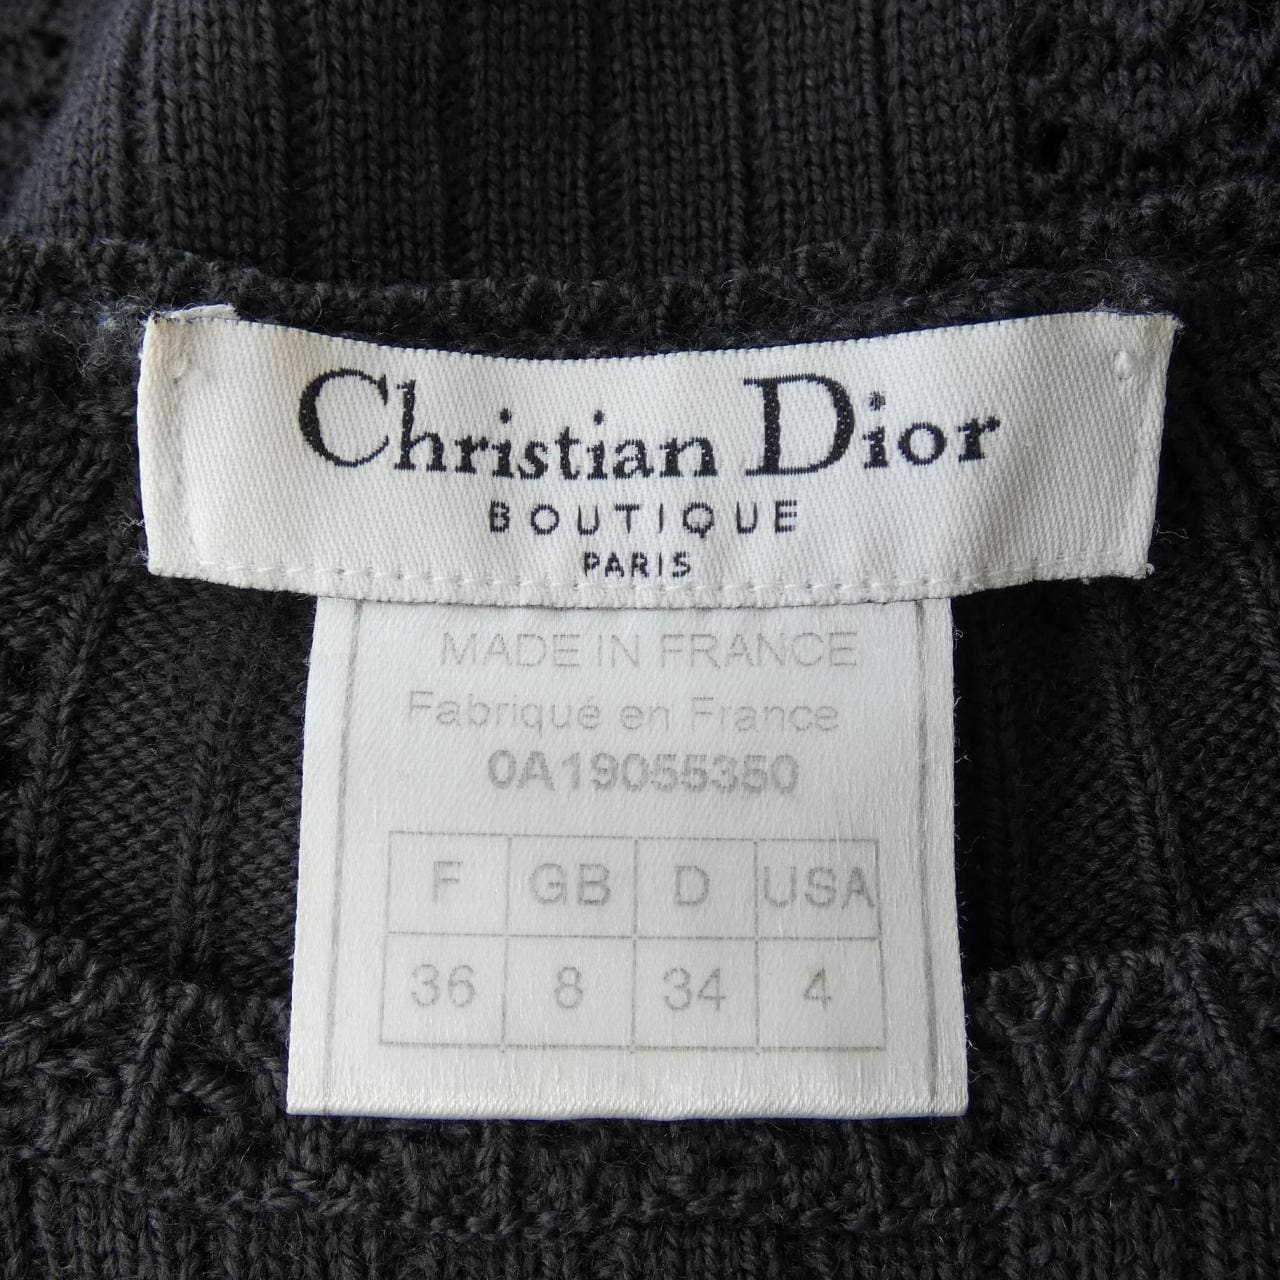 Christian Dior
BOUTIQUE
PARIS
MADE IN FRANCE
Fabriqué en France
0A19055350
F GB D USA
36 8 34 4